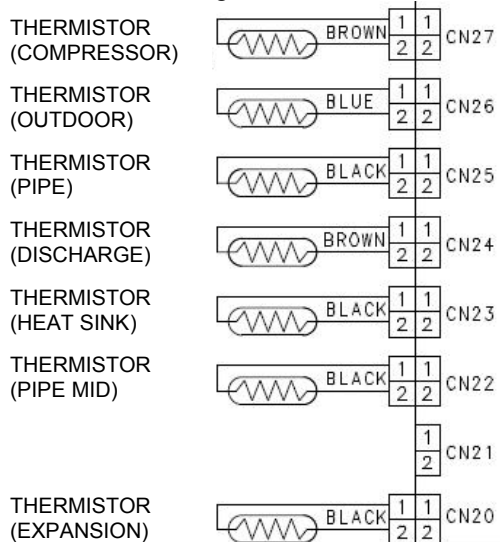 THERMISTOR
(COMPRESSOR)
BROWN 1 1 CN27
2 2
THERMISTOR
(OUTDOOR)
BLUE 1 1 CN26
2 2
THERMISTOR
(PIPE)
BLACK 1 1 CN25
2 2
THERMISTOR
(DISCHARGE)
BROWN 1 1 CN24
2 2
THERMISTOR
(HEAT SINK)
BLACK 1 1 CN23
2 2
THERMISTOR
(PIPE MID)
BLACK 1 1 CN22
2 2
1 CN21
2
THERMISTOR
(EXPANSION)
BLACK 1 1 CN20
2 2